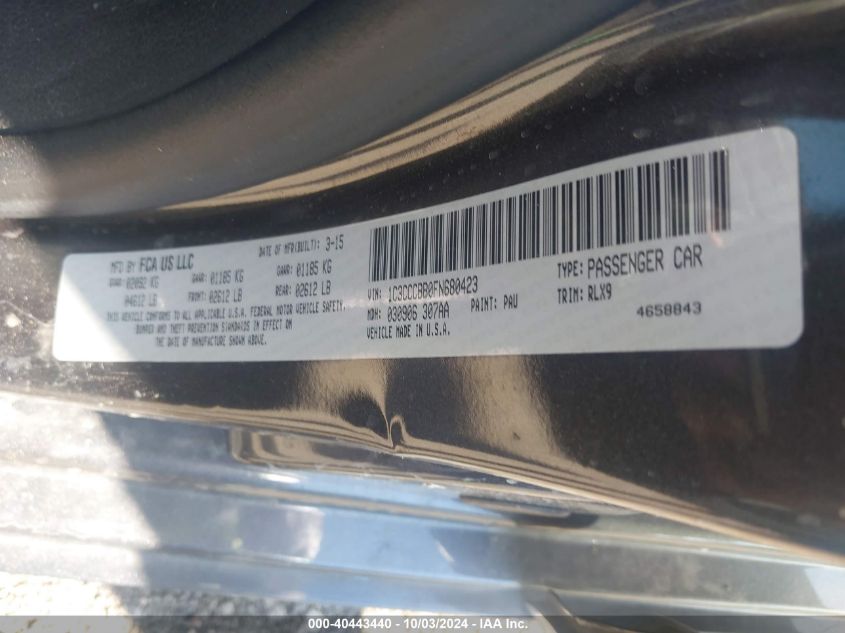 MFD BY FCA US LLC
DATE OF MFR(BUILT): 3-15
GVWR: 02092 KG
04612 LB
GAWR: 01185 KG
FRONT: 02612 LB
GAWR: 01185 KG
REAR: 02612 LB
THIS VEHICLE CONFORMS TO ALL APPLICABLE U.S.A. FEDERAL MOTOR VEHICLE SAFETY,
BUMPER AND THEFT PREVENTION STANDARDS IN EFFECT ON
THE DATE OF MANUFACTURE SHOWN ABOVE.
VIN: 1C3CCCBB0FN680423
TYPE: PASSENGER CAR
MDH: 030906 307AA
PAINT: PAU
TRIM: RLX9
VEHICLE MADE IN U.S.A.
4658843
000-40443440 - 10/03/2024 - IAA Inc.